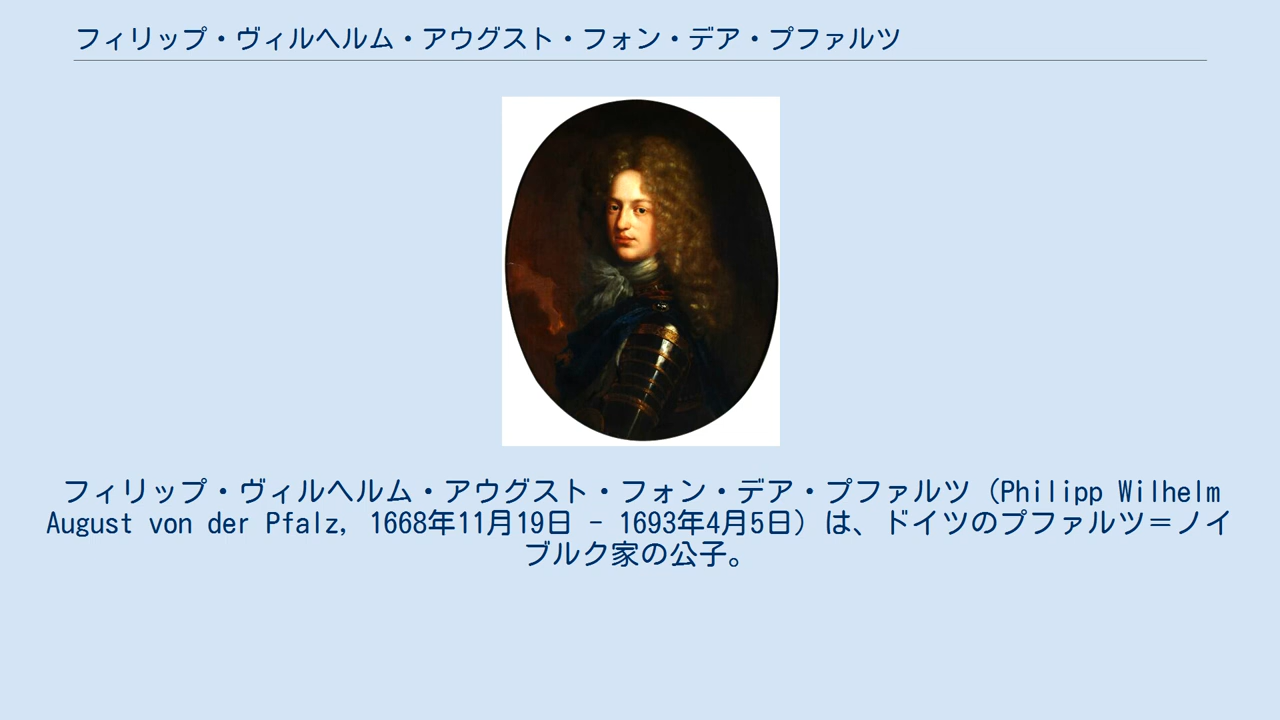 フィリップ・ヴィルヘルム・アウグスト・フォン・デア・プファルツ
フィリップ・ヴィルヘルム・アウグスト・フォン・デア・プファルツ（Philipp Wilhelm
August von der Pfalz, 1668年11月19日 - 1693年4月5日）は、ドイツのプファルツ＝ノイ
ブルク家の公子。